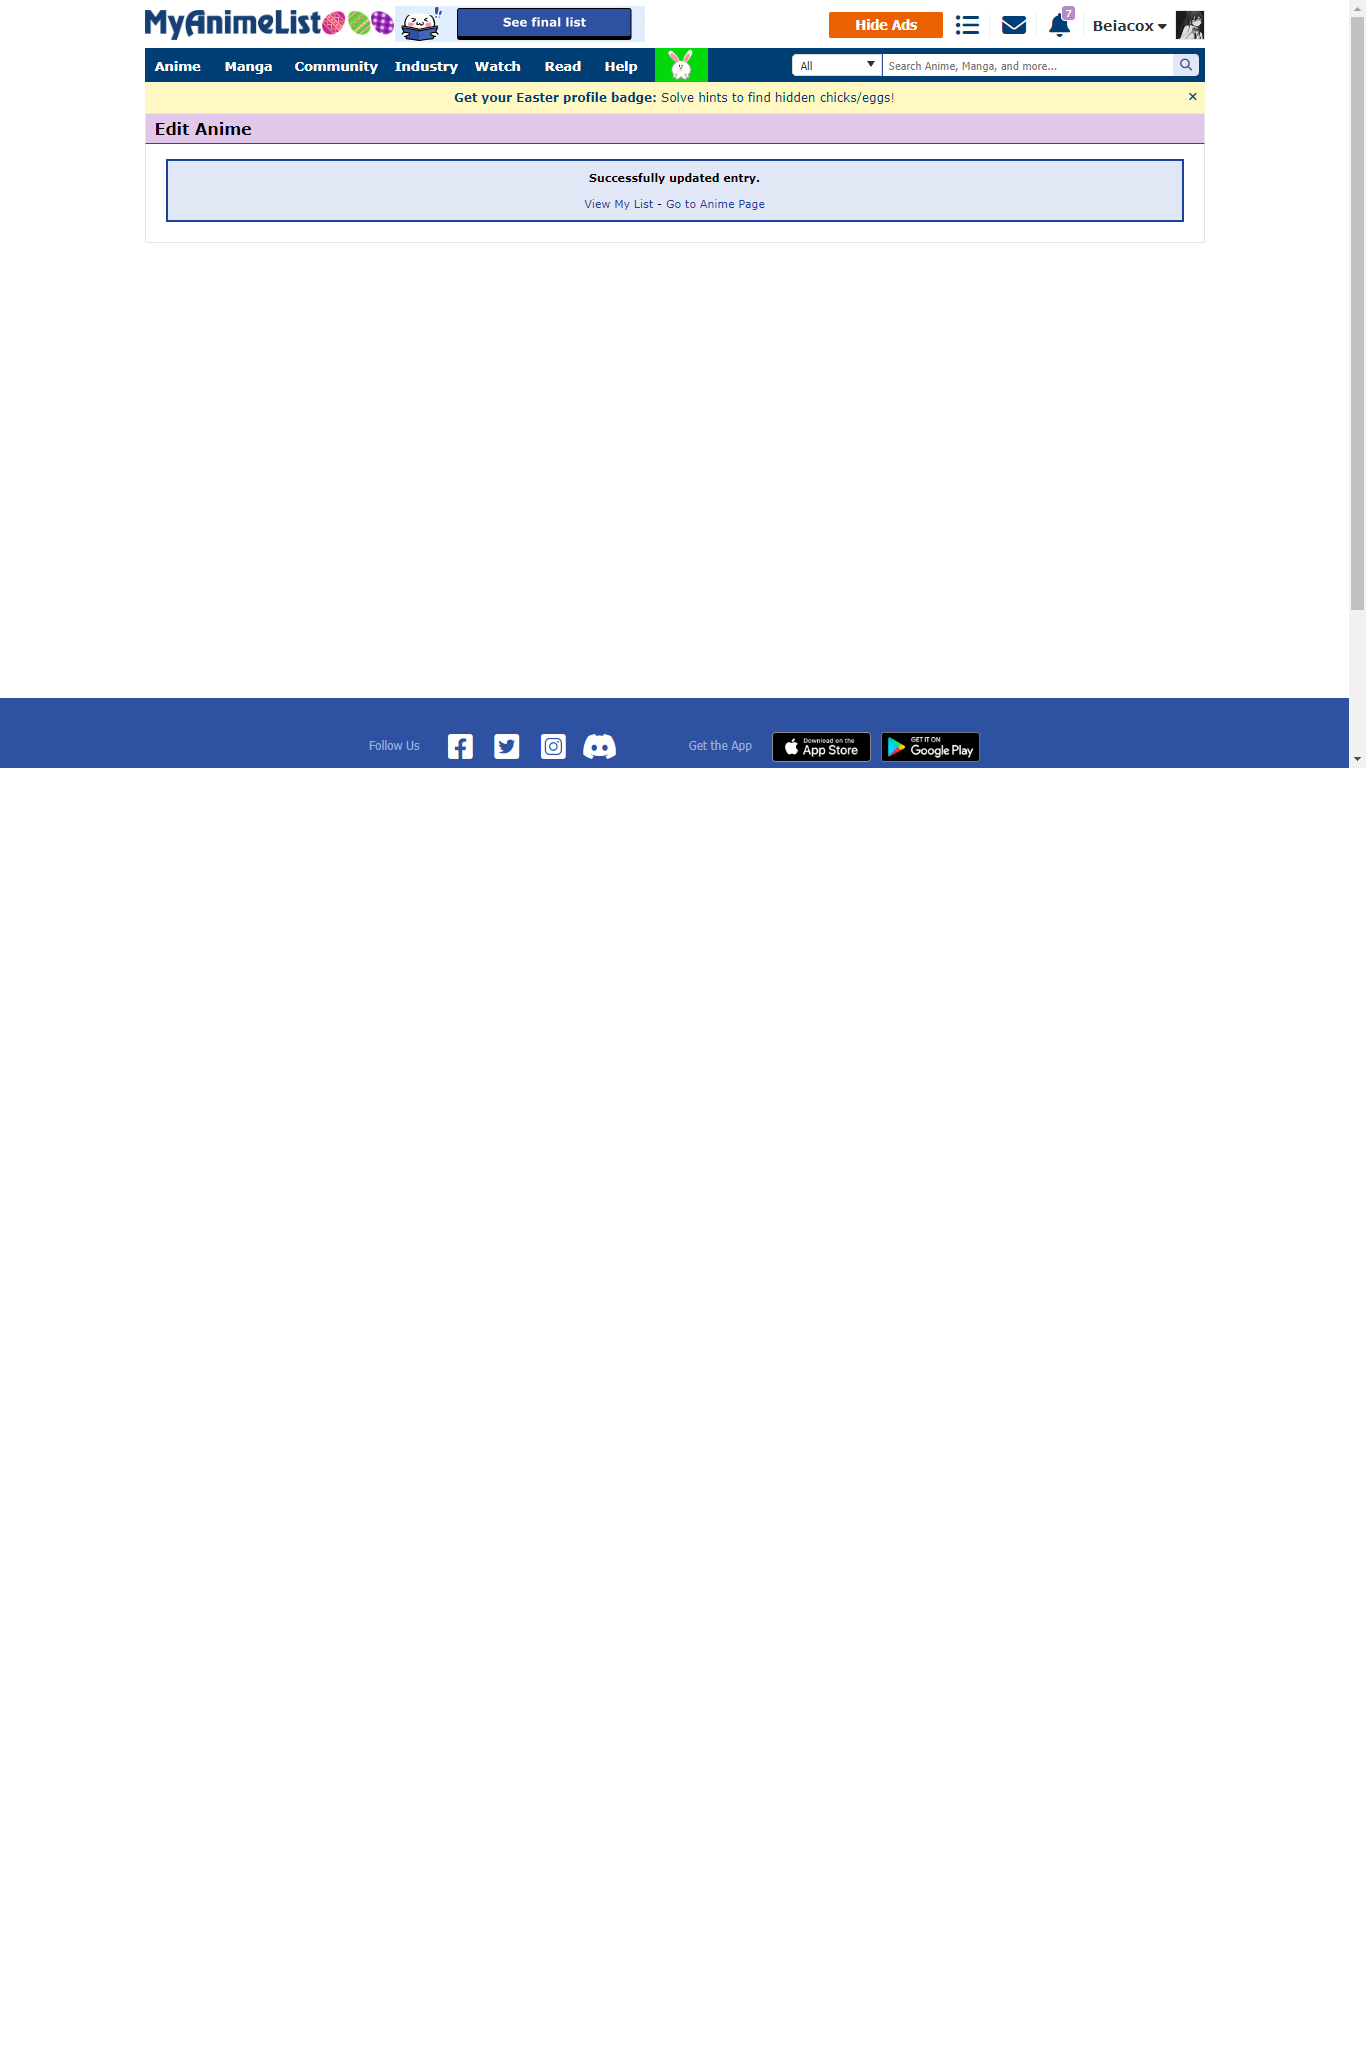 MyAnimeList
See final list
Hide Ads
7
Beiacox
Anime Manga Community Industry Watch Read Help
All
Search Anime, Manga, and more...
Get your Easter profile badge: Solve hints to find hidden chicks/eggs!
×
Edit Anime
Successfully updated entry.
View My List - Go to Anime Page
Follow Us
Get the App
Download on the
App Store
GET IT ON
Google Play